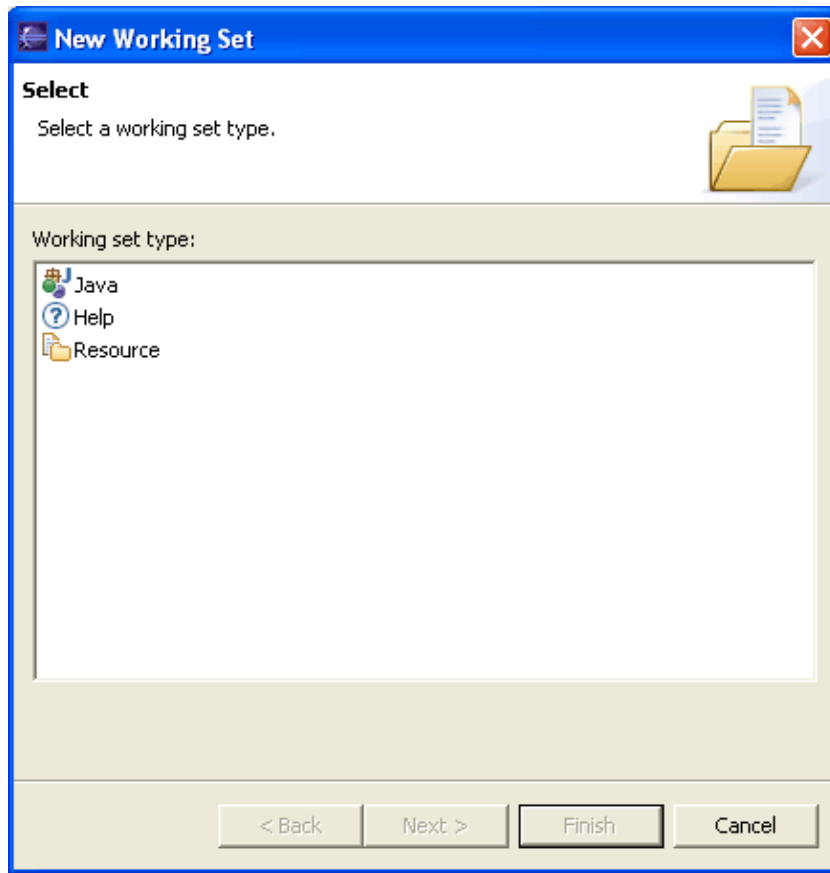 New Working Set
Select
Select a working set type.
Working set type:
Java
Help
Resource
< Back
Next >
Finish
Cancel